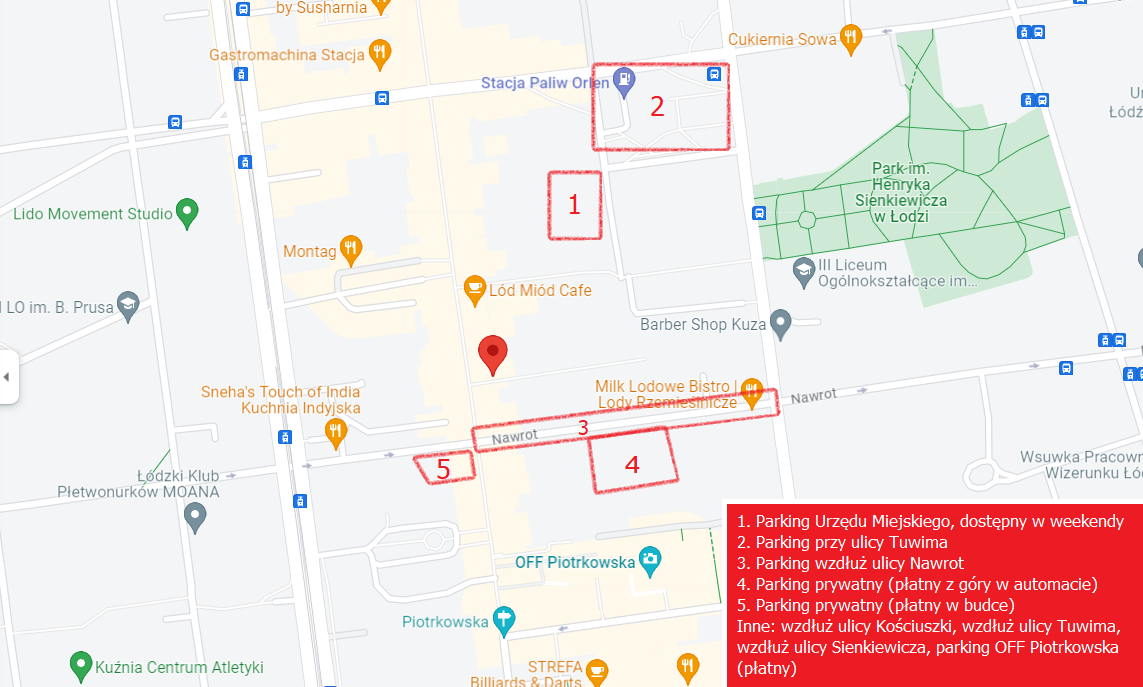 by Susharnia
Gastromachina Stacja
Cukiernia Sowa
Stacja Paliw Orlen
2
Park im.
Henryka
Sienkiewicza
w Łodzi
1
Lido Movement Studio
Montag
III Liceum
Ogólnokształcące im...
Lód Miód Cafe
LO im. B. Prusa
Barber Shop Kuza
Sneha's Touch of India
Kuchnia Indyjska
Milk Lodowe Bistro |
Lody Rzemieślnicze
Nawrot
3
Nawrot
5
4
Łódzki Klub
Płetwonurków MOANA
Wsuwka Pracown
Wizerunku
OFF Piotrkowska
Piotrkowska
Kuźnia Centrum Atletyki
STREFA
Billiards & Darts
1. Parking Urzędu Miejskiego, dostępny w weekendy
2. Parking przy ulicy Tuwima
3. Parking wzdłuż ulicy Nawrot
4. Parking prywatny (płatny z góry w automacie)
5. Parking prywatny (płatny w budce)
Inne: wzdłuż ulicy Kościuszki, wzdłuż ulicy Tuwima,
wzdłuż ulicy Sienkiewicza, parking OFF Piotrkowska
(płatny)